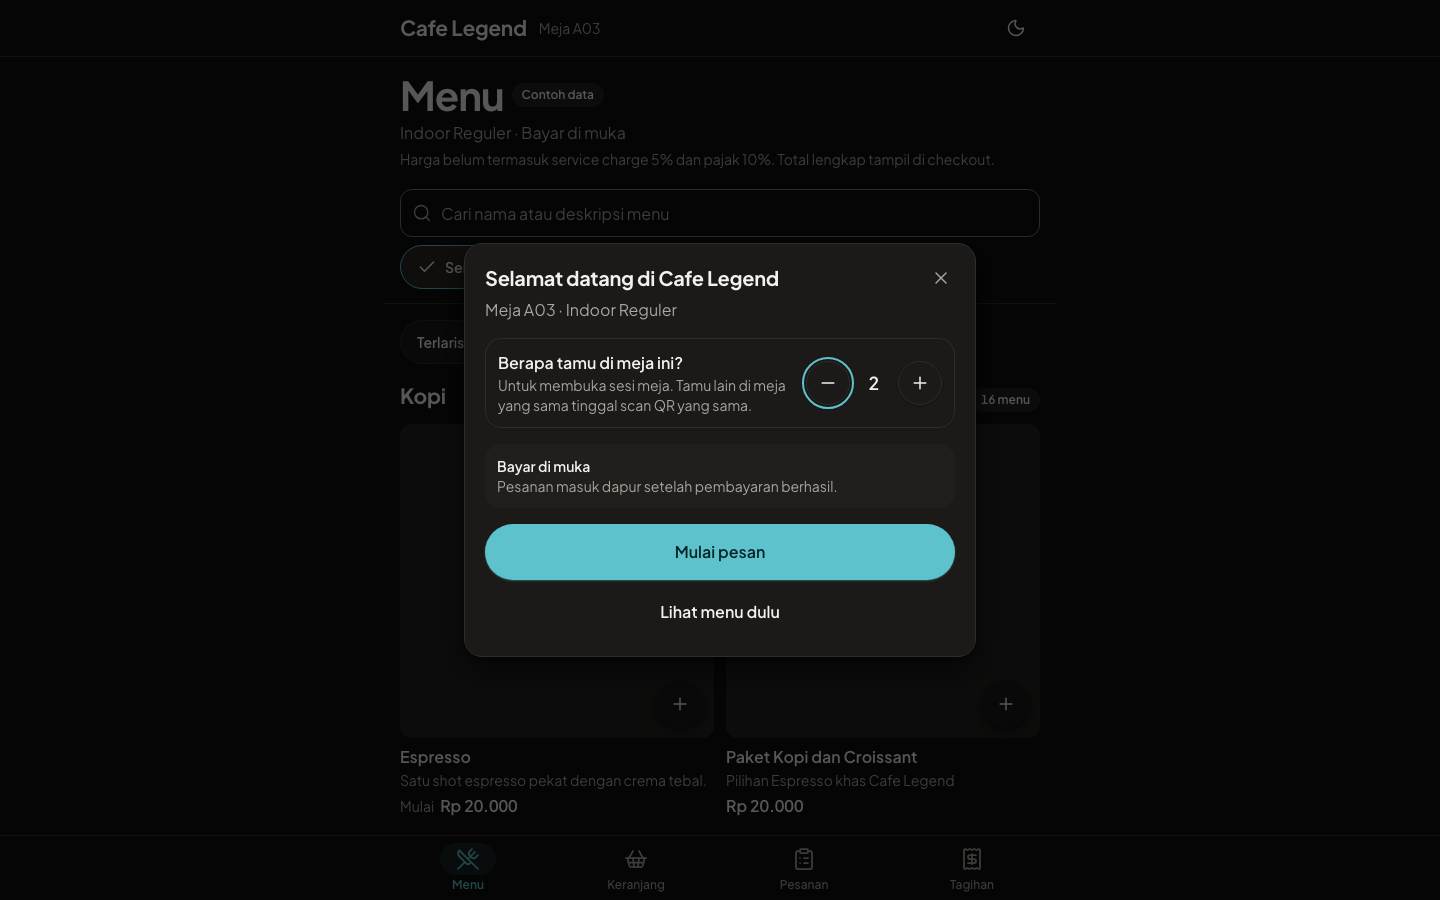 Cafe Legend Meja A03
Menu Contoh data
Indoor Reguler · Bayar di muka
Harga belum termasuk service charge 5% dan pajak 10%. Total lengkap tampil di checkout.
Cari nama atau deskripsi menu
Selamat datang di Cafe Legend
Meja A03 · Indoor Reguler
Berapa tamu di meja ini?
Untuk membuka sesi meja. Tamu lain di meja
yang sama tinggal scan QR yang sama.
2
Bayar di muka
Pesanan masuk dapur setelah pembayaran berhasil.
Mulai pesan
Lihat menu dulu
Terlaris
Kopi
16 menu
Espresso
Satu shot espresso pekat dengan crema tebal.
Mulai Rp 20.000
Paket Kopi dan Croissant
Pilihan Espresso khas Cafe Legend
Rp 20.000
Menu
Keranjang
Pesanan
Tagihan